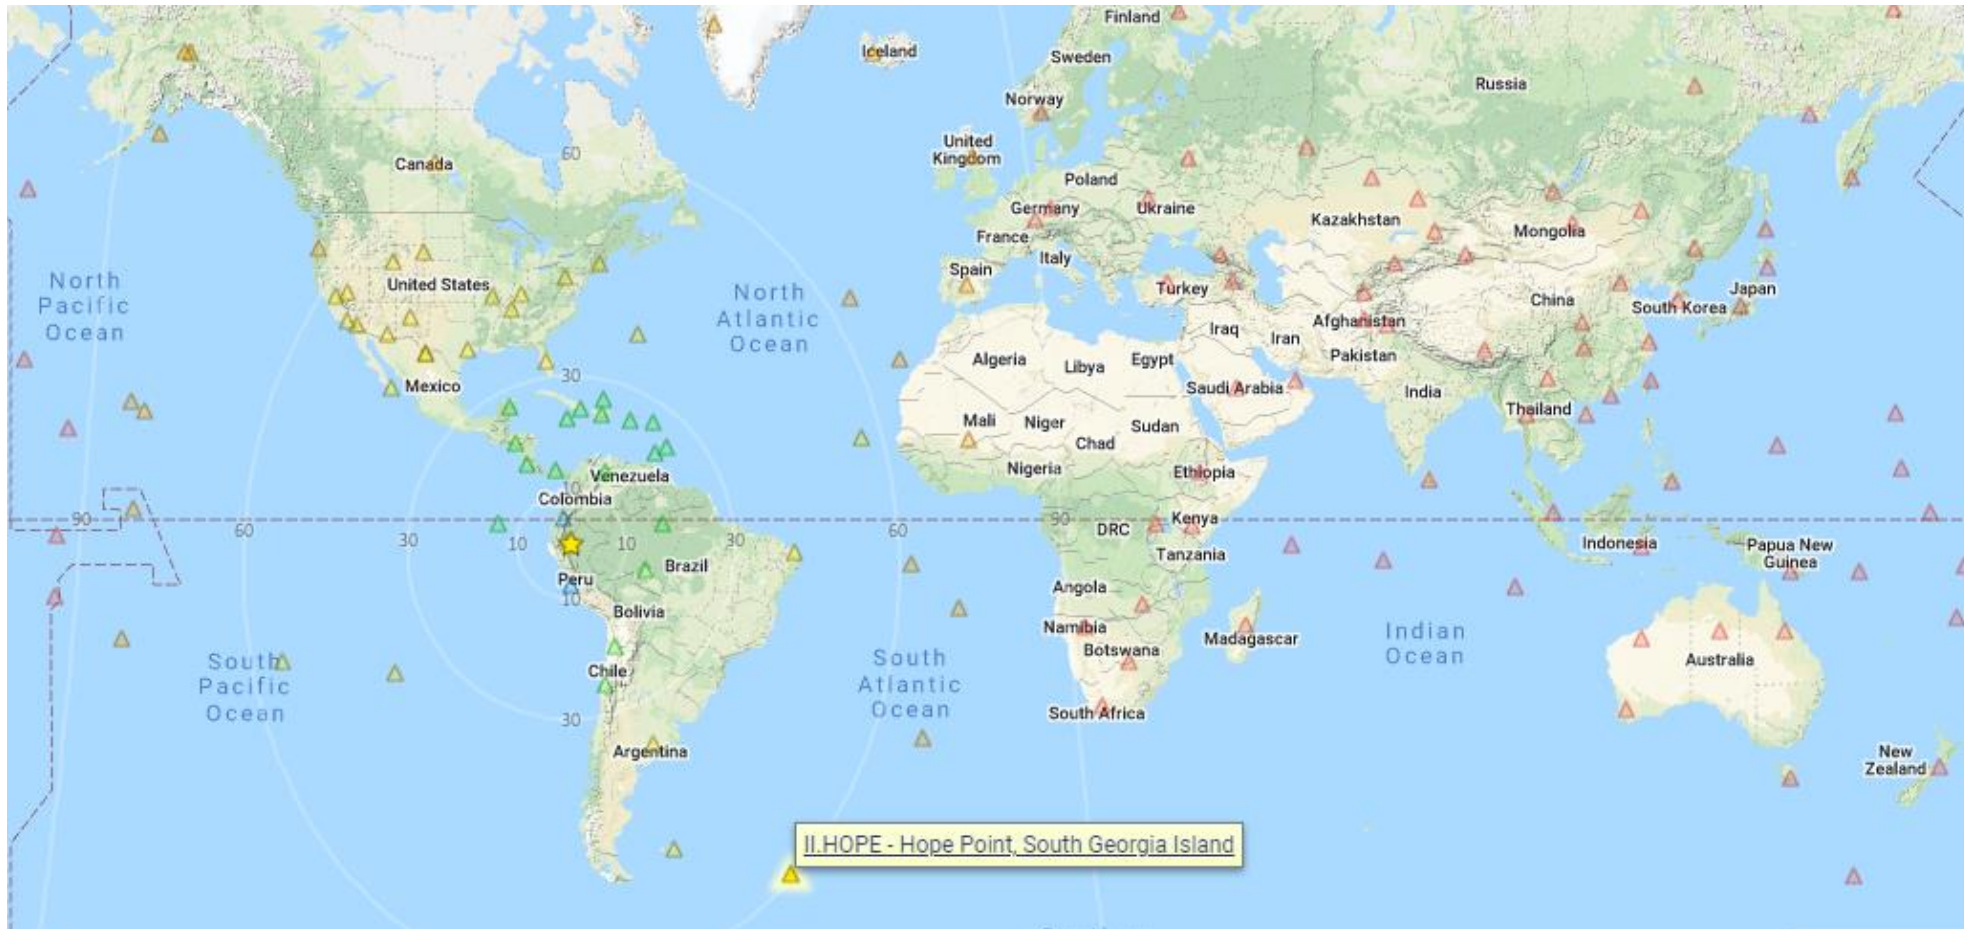 Finland
Iceland
Sweden
Russia
Norway
United
Kingdom
60
Canada
Poland
Germany
Ukraine
Kazakhstan
Mongolia
France
Italy
Spain
North
Pacific
Ocean
United States
North
Atlantic
Ocean
Turkey
China
Japan
South Korea
Iraq
Iran
Afghanistan
Pakistan
Algeria
Libya
Egypt
30
Mexico
Saudi Arabia
India
Thailand
Mali
Niger
Sudan
Chad
Nigeria
Ethiopia
Venezuela
10
Colombia
90
60
30
10
10
30
60
90
DRC
Kenya
Tanzania
Indonesia
Papua New
Guinea
Peru
Brazil
10
Bolivia
Angola
Namibia
Botswana
Madagascar
Indian
Ocean
South
Pacific
Ocean
Chile
South
Atlantic
Ocean
Australia
30
South Africa
Argentina
New
Zealand
II.HOPE - Hope Point, South Georgia Island